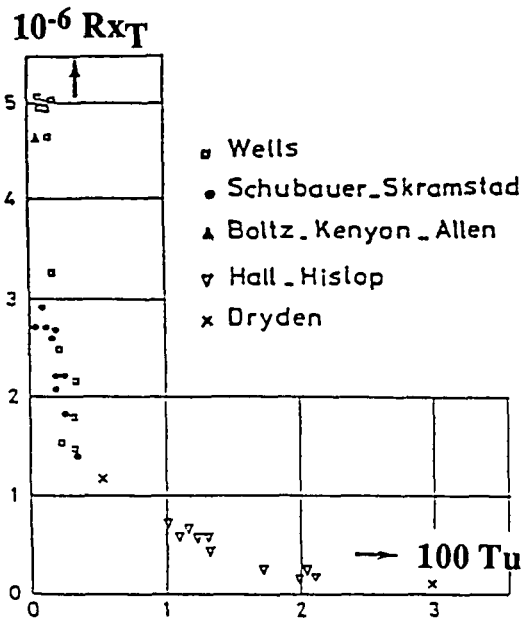 10-6 RxT
5
4
3
2
1
0
Wells
Schubauer_Skramstad
Boltz_Kenyon_Allen
Hall_Hislop
Dryden
100 Tu
0 1 2 3